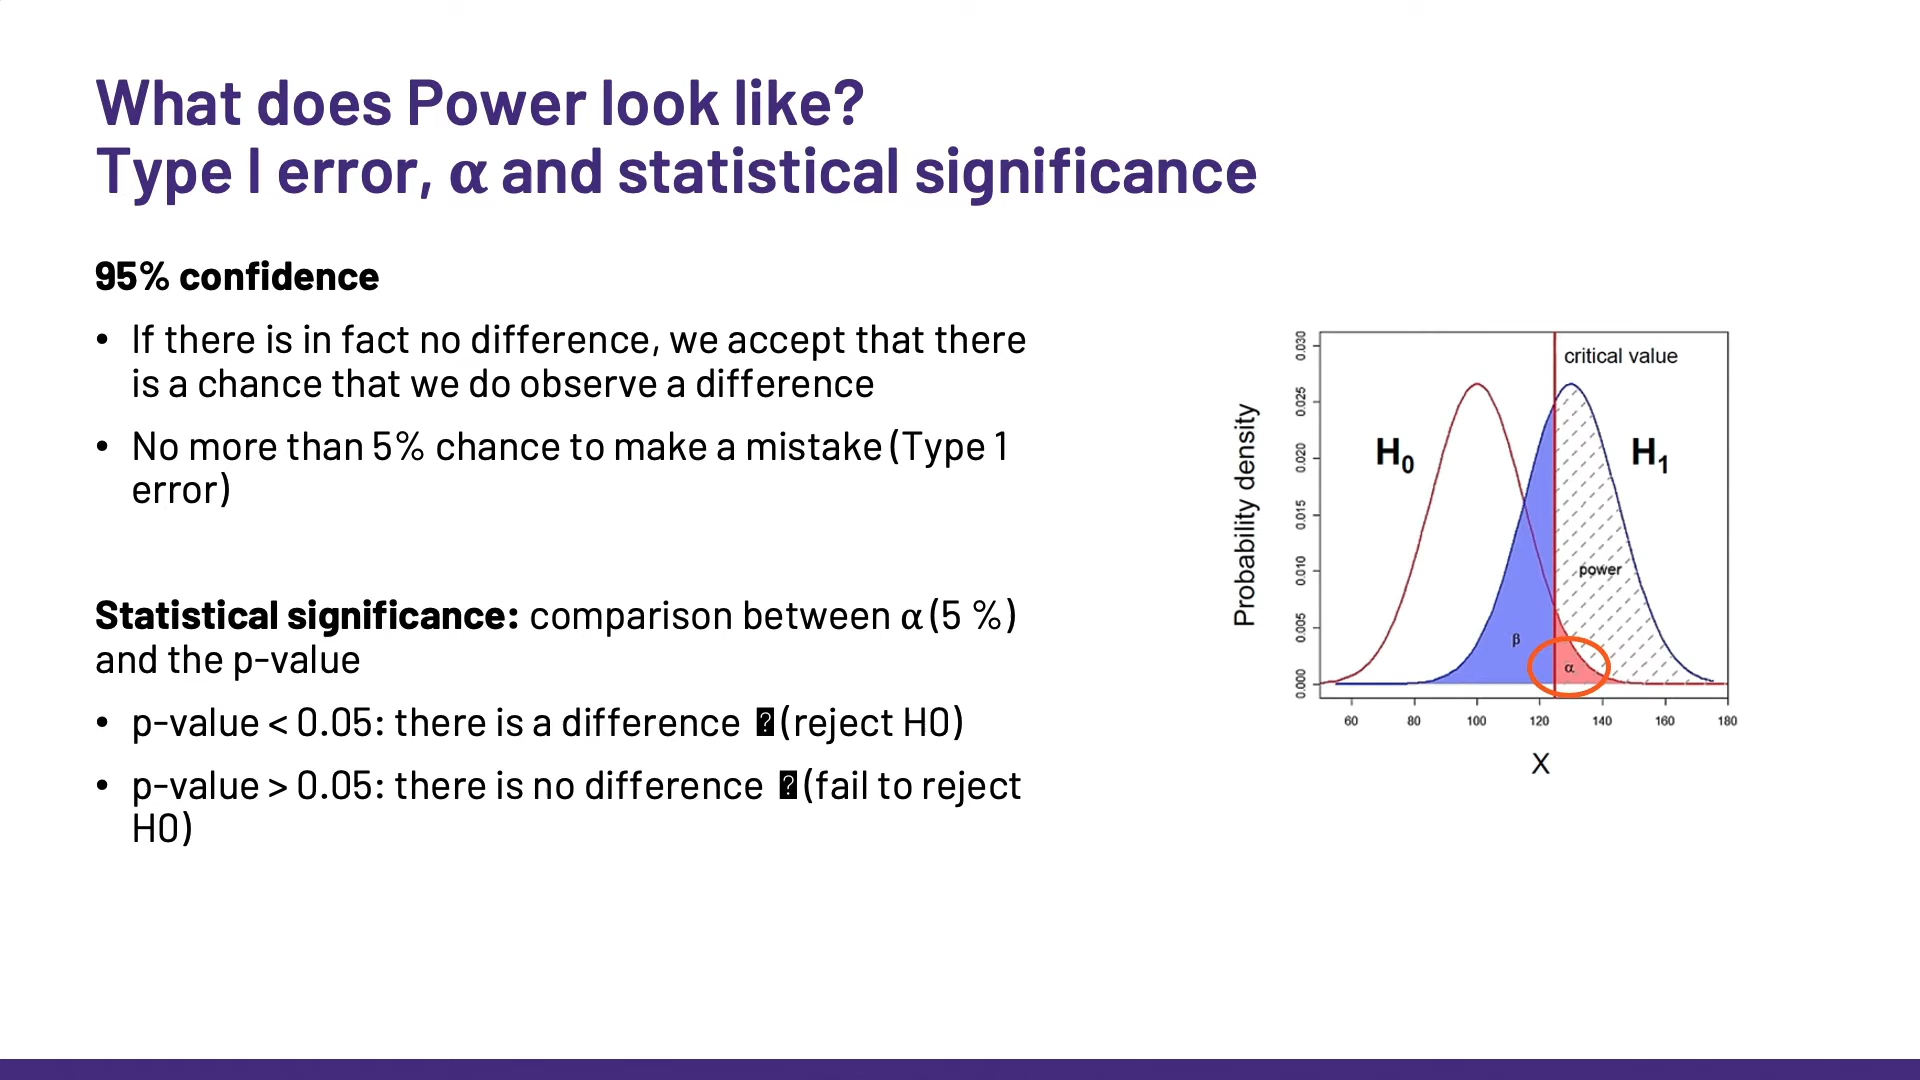 What does Power look like?
Type I error, α and statistical significance
95% confidence
• If there is in fact no difference, we accept that there
is a chance that we do observe a difference
• No more than 5% chance to make a mistake (Type 1
error)
Statistical significance: comparison between α (5 %)
and the p-value
• p-value < 0.05: there is a difference ⍰ (reject H0)
• p-value > 0.05: there is no difference ⍰ (fail to reject
H0)
critical value
H₀
H₁
power
β
α
Probability density
0.030
0.025
0.020
0.015
0.010
0.005
0.000
60 80 100 120 140 160 180
X